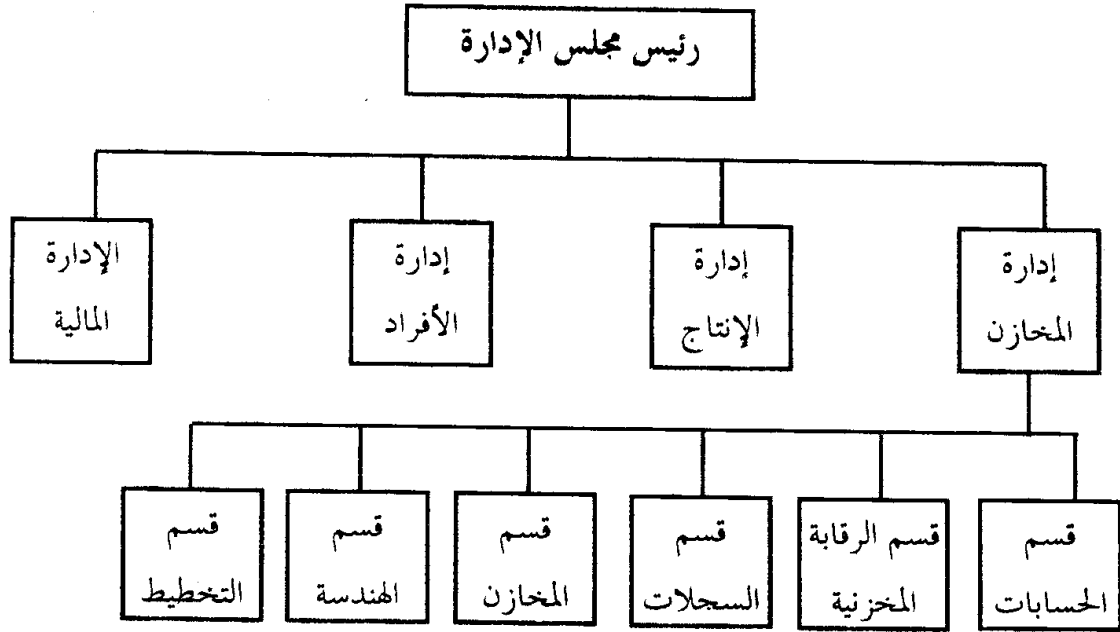 رئيس مجلس الإدارة
إدارة
المخازن
إدارة
الإنتاج
إدارة
الأفراد
الإدارة
المالية
قسم
الحسابات
قسم الرقابة
المخزنية
قسم
السجلات
قسم
المخازن
قسم
الهندسة
قسم
التخطيط